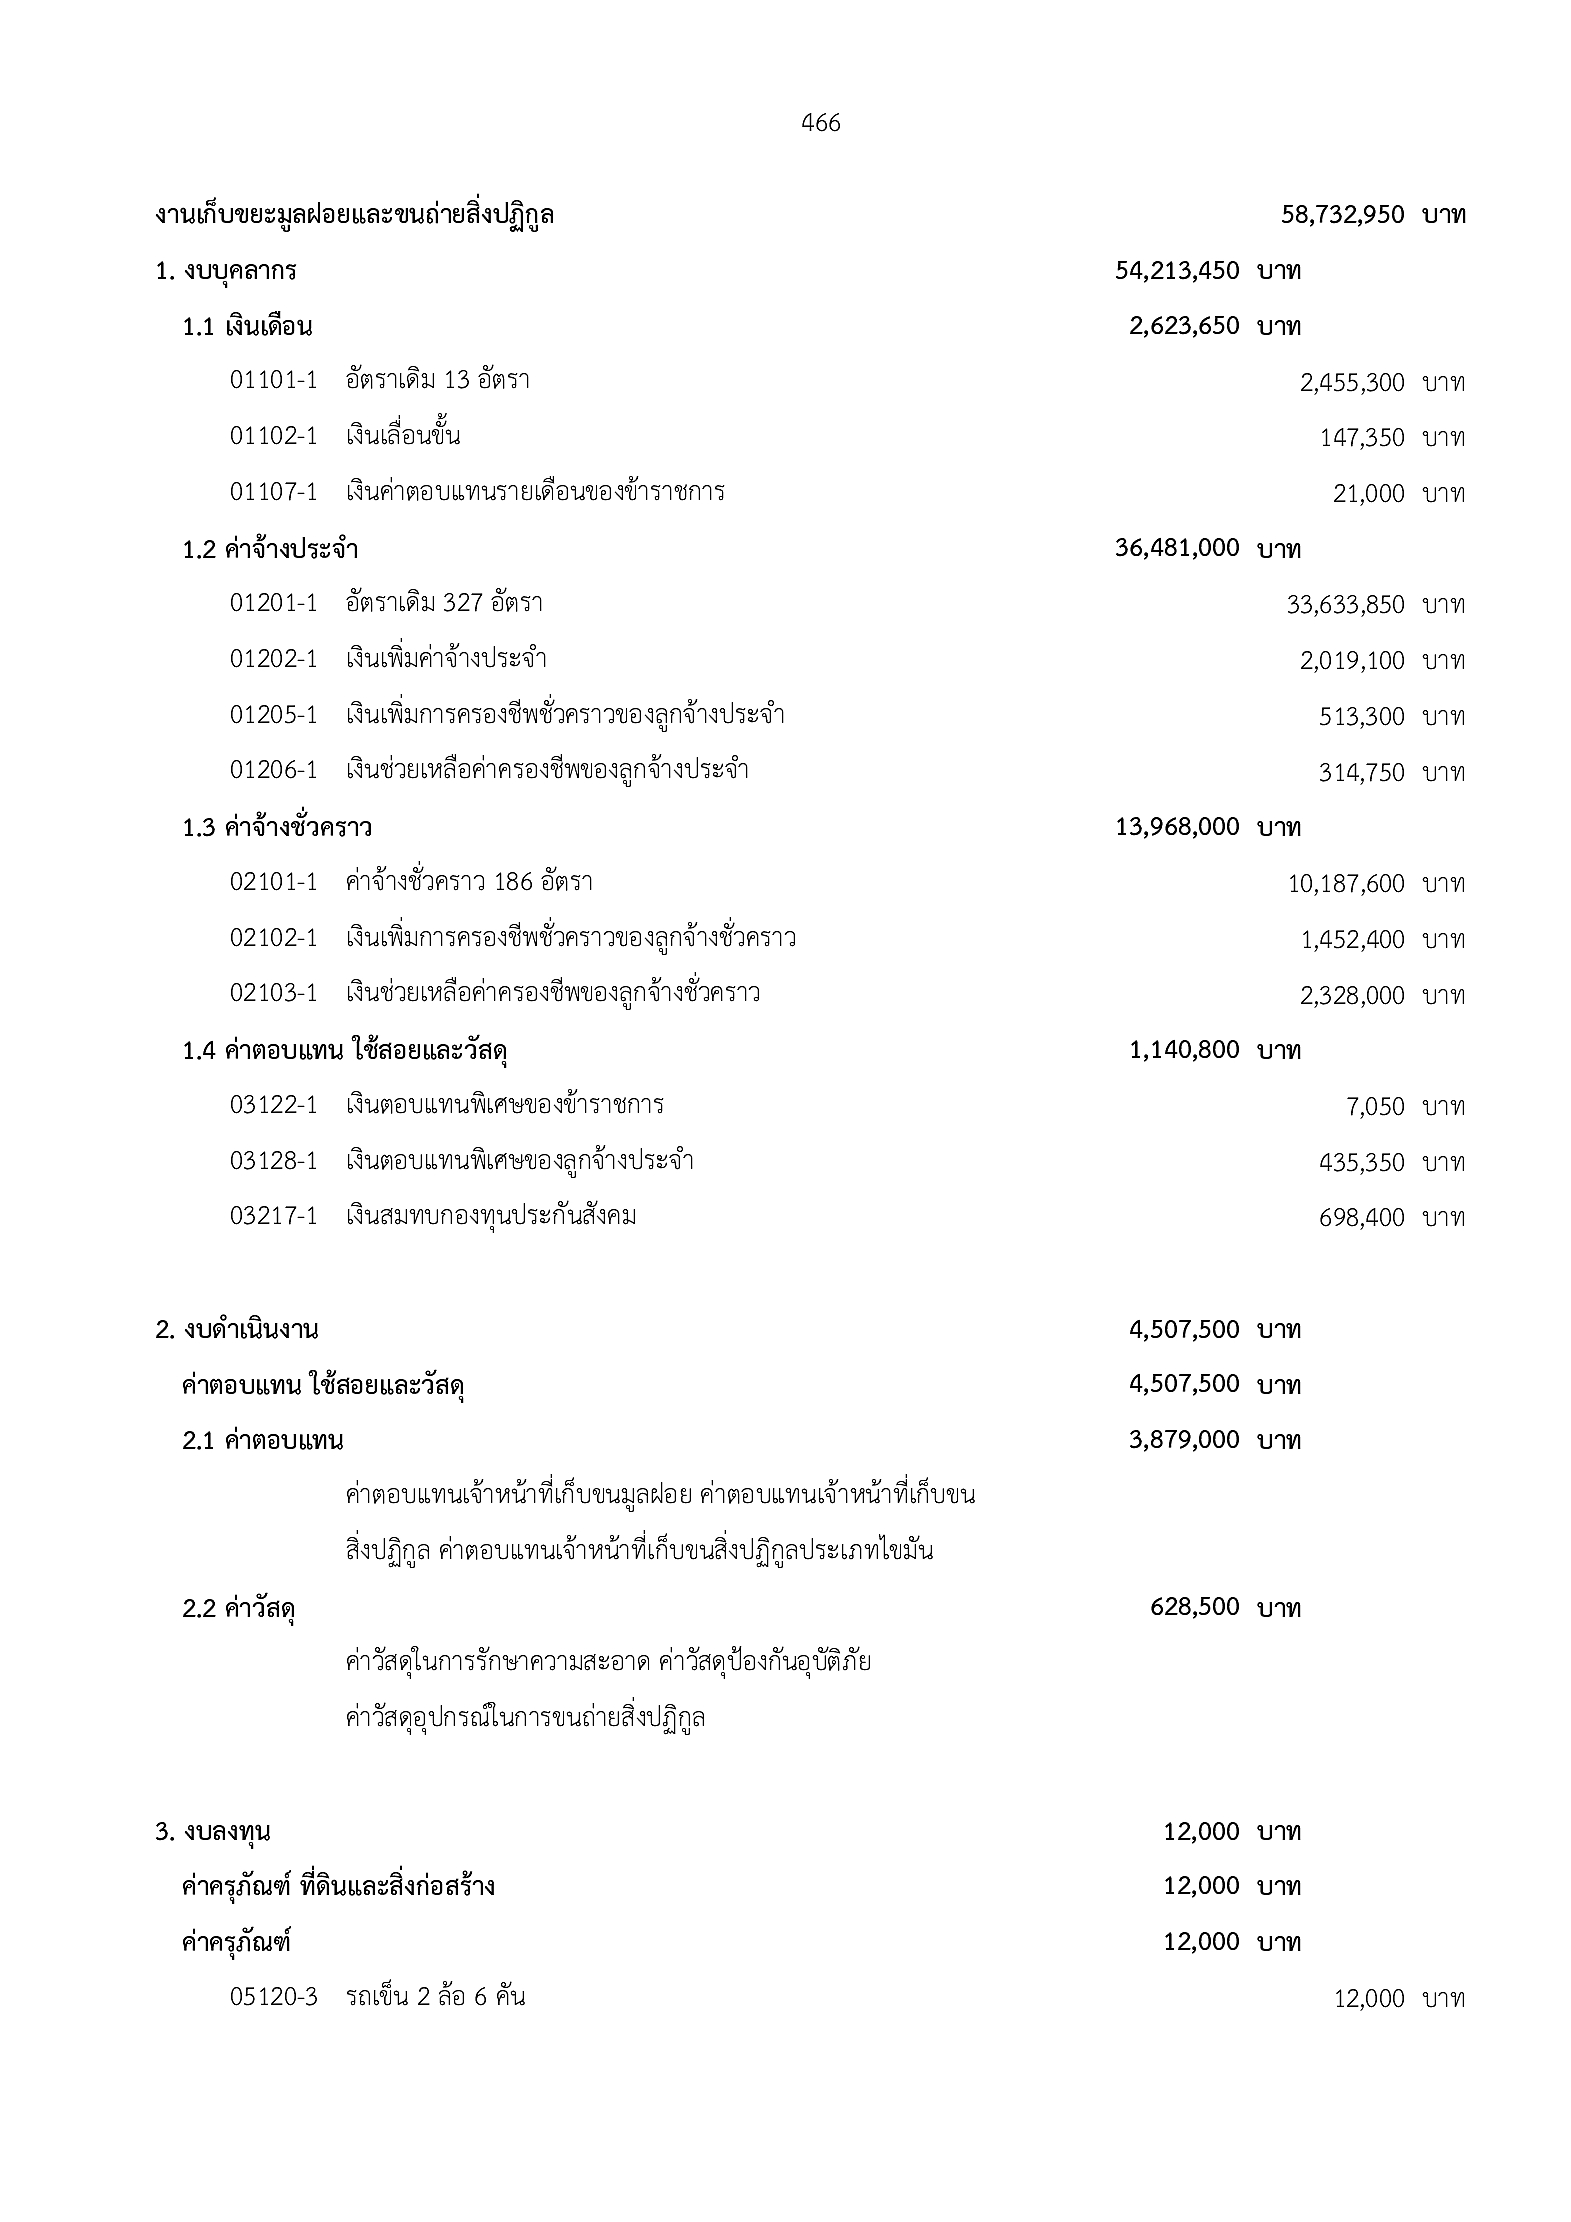 466
งานเก็บขยะมูลฝอยและขนถ่ายสิ่งปฏิกูล 58,732,950 บาท
1. งบบุคลากร 54,213,450 บาท
1.1 เงินเดือน 2,623,650 บาท
01101-1 อัตราเดิม 13 อัตรา 2,455,300 บาท
01102-1 เงินเลื่อนขั้น 147,350 บาท
01107-1 เงินค่าตอบแทนรายเดือนของข้าราชการ 21,000 บาท
1.2 ค่าจ้างประจำ 36,481,000 บาท
01201-1 อัตราเดิม 327 อัตรา 33,633,850 บาท
01202-1 เงินเพิ่มค่าจ้างประจำ 2,019,100 บาท
01205-1 เงินเพิ่มการครองชีพชั่วคราวของลูกจ้างประจำ 513,300 บาท
01206-1 เงินช่วยเหลือค่าครองชีพของลูกจ้างประจำ 314,750 บาท
1.3 ค่าจ้างชั่วคราว 13,968,000 บาท
02101-1 ค่าจ้างชั่วคราว 186 อัตรา 10,187,600 บาท
02102-1 เงินเพิ่มการครองชีพชั่วคราวของลูกจ้างชั่วคราว 1,452,400 บาท
02103-1 เงินช่วยเหลือค่าครองชีพของลูกจ้างชั่วคราว 2,328,000 บาท
1.4 ค่าตอบแทน ใช้สอยและวัสดุ 1,140,800 บาท
03122-1 เงินตอบแทนพิเศษของข้าราชการ 7,050 บาท
03128-1 เงินตอบแทนพิเศษของลูกจ้างประจำ 435,350 บาท
03217-1 เงินสมทบกองทุนประกันสังคม 698,400 บาท
2. งบดำเนินงาน 4,507,500 บาท
ค่าตอบแทน ใช้สอยและวัสดุ 4,507,500 บาท
2.1 ค่าตอบแทน 3,879,000 บาท
ค่าตอบแทนเจ้าหน้าที่เก็บขนมูลฝอย ค่าตอบแทนเจ้าหน้าที่เก็บขน
สิ่งปฏิกูล ค่าตอบแทนเจ้าหน้าที่เก็บขนสิ่งปฏิกูลประเภทไขมัน
2.2 ค่าวัสดุ 628,500 บาท
ค่าวัสดุในการรักษาความสะอาด ค่าวัสดุป้องกันอุบัติภัย
ค่าวัสดุอุปกรณ์ในการขนถ่ายสิ่งปฏิกูล
3. งบลงทุน 12,000 บาท
ค่าครุภัณฑ์ ที่ดินและสิ่งก่อสร้าง 12,000 บาท
ค่าครุภัณฑ์ 12,000 บาท
05120-3 รถเข็น 2 ล้อ 6 คัน 12,000 บาท